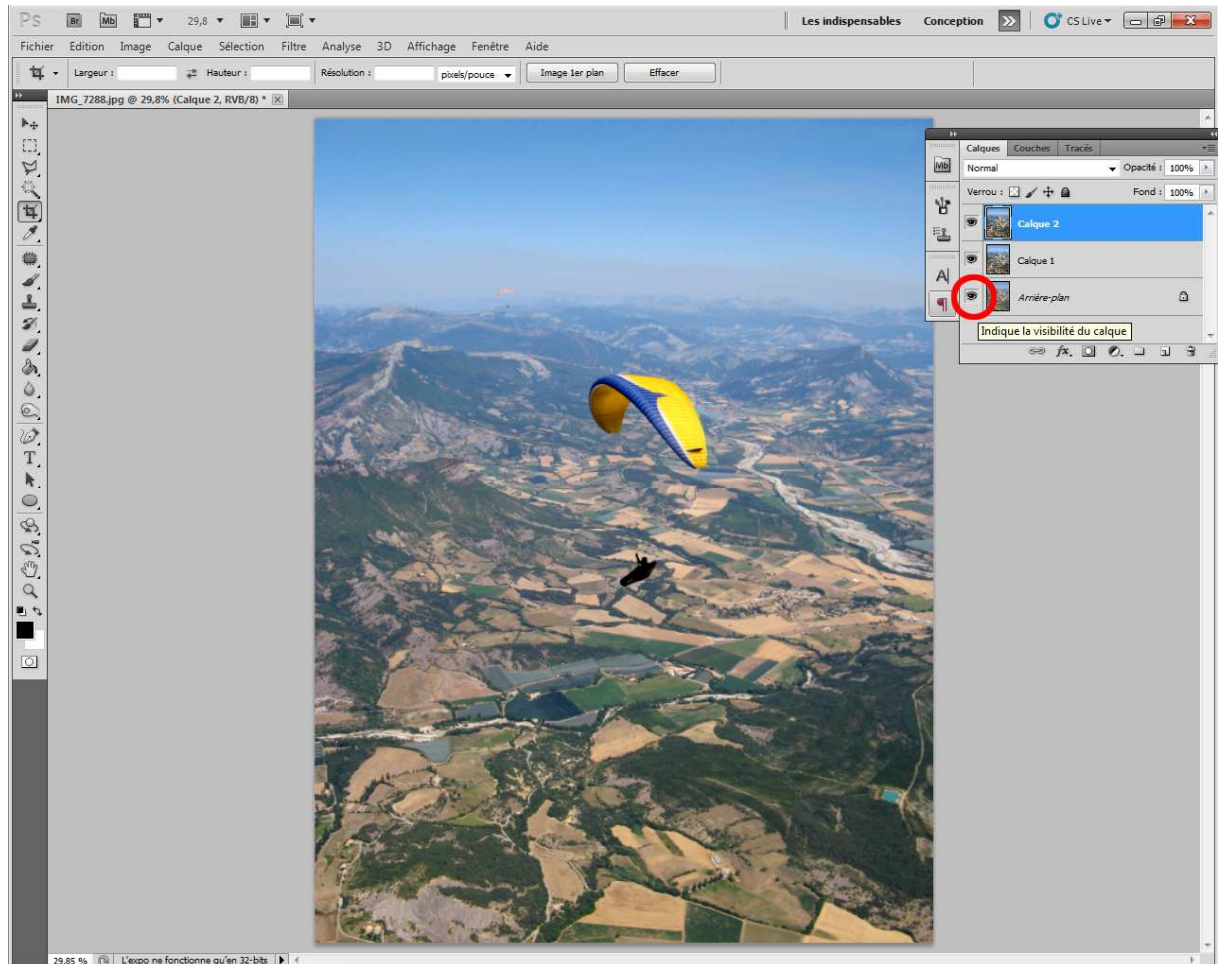 Ps Br Mb 29,8 Les indispensables Conception CS Live
Fichier Edition Image Calque Sélection Filtre Analyse 3D Affichage Fenêtre Aide
Largeur : Hauteur : Résolution : pixels/pouce Image 1er plan Effacer
IMG_7288.jpg @ 29,8% (Calque 2, RVB/8) *
Calques Couches Tracés
Mb
Normal Opacité : 100%
Verrou : Fond : 100%
Calque 2
Calque 1
A
Arrière-plan
Indique la visibilité du calque
fx.
T
29,85 % L'expo ne fonctionne qu'en 32-bits